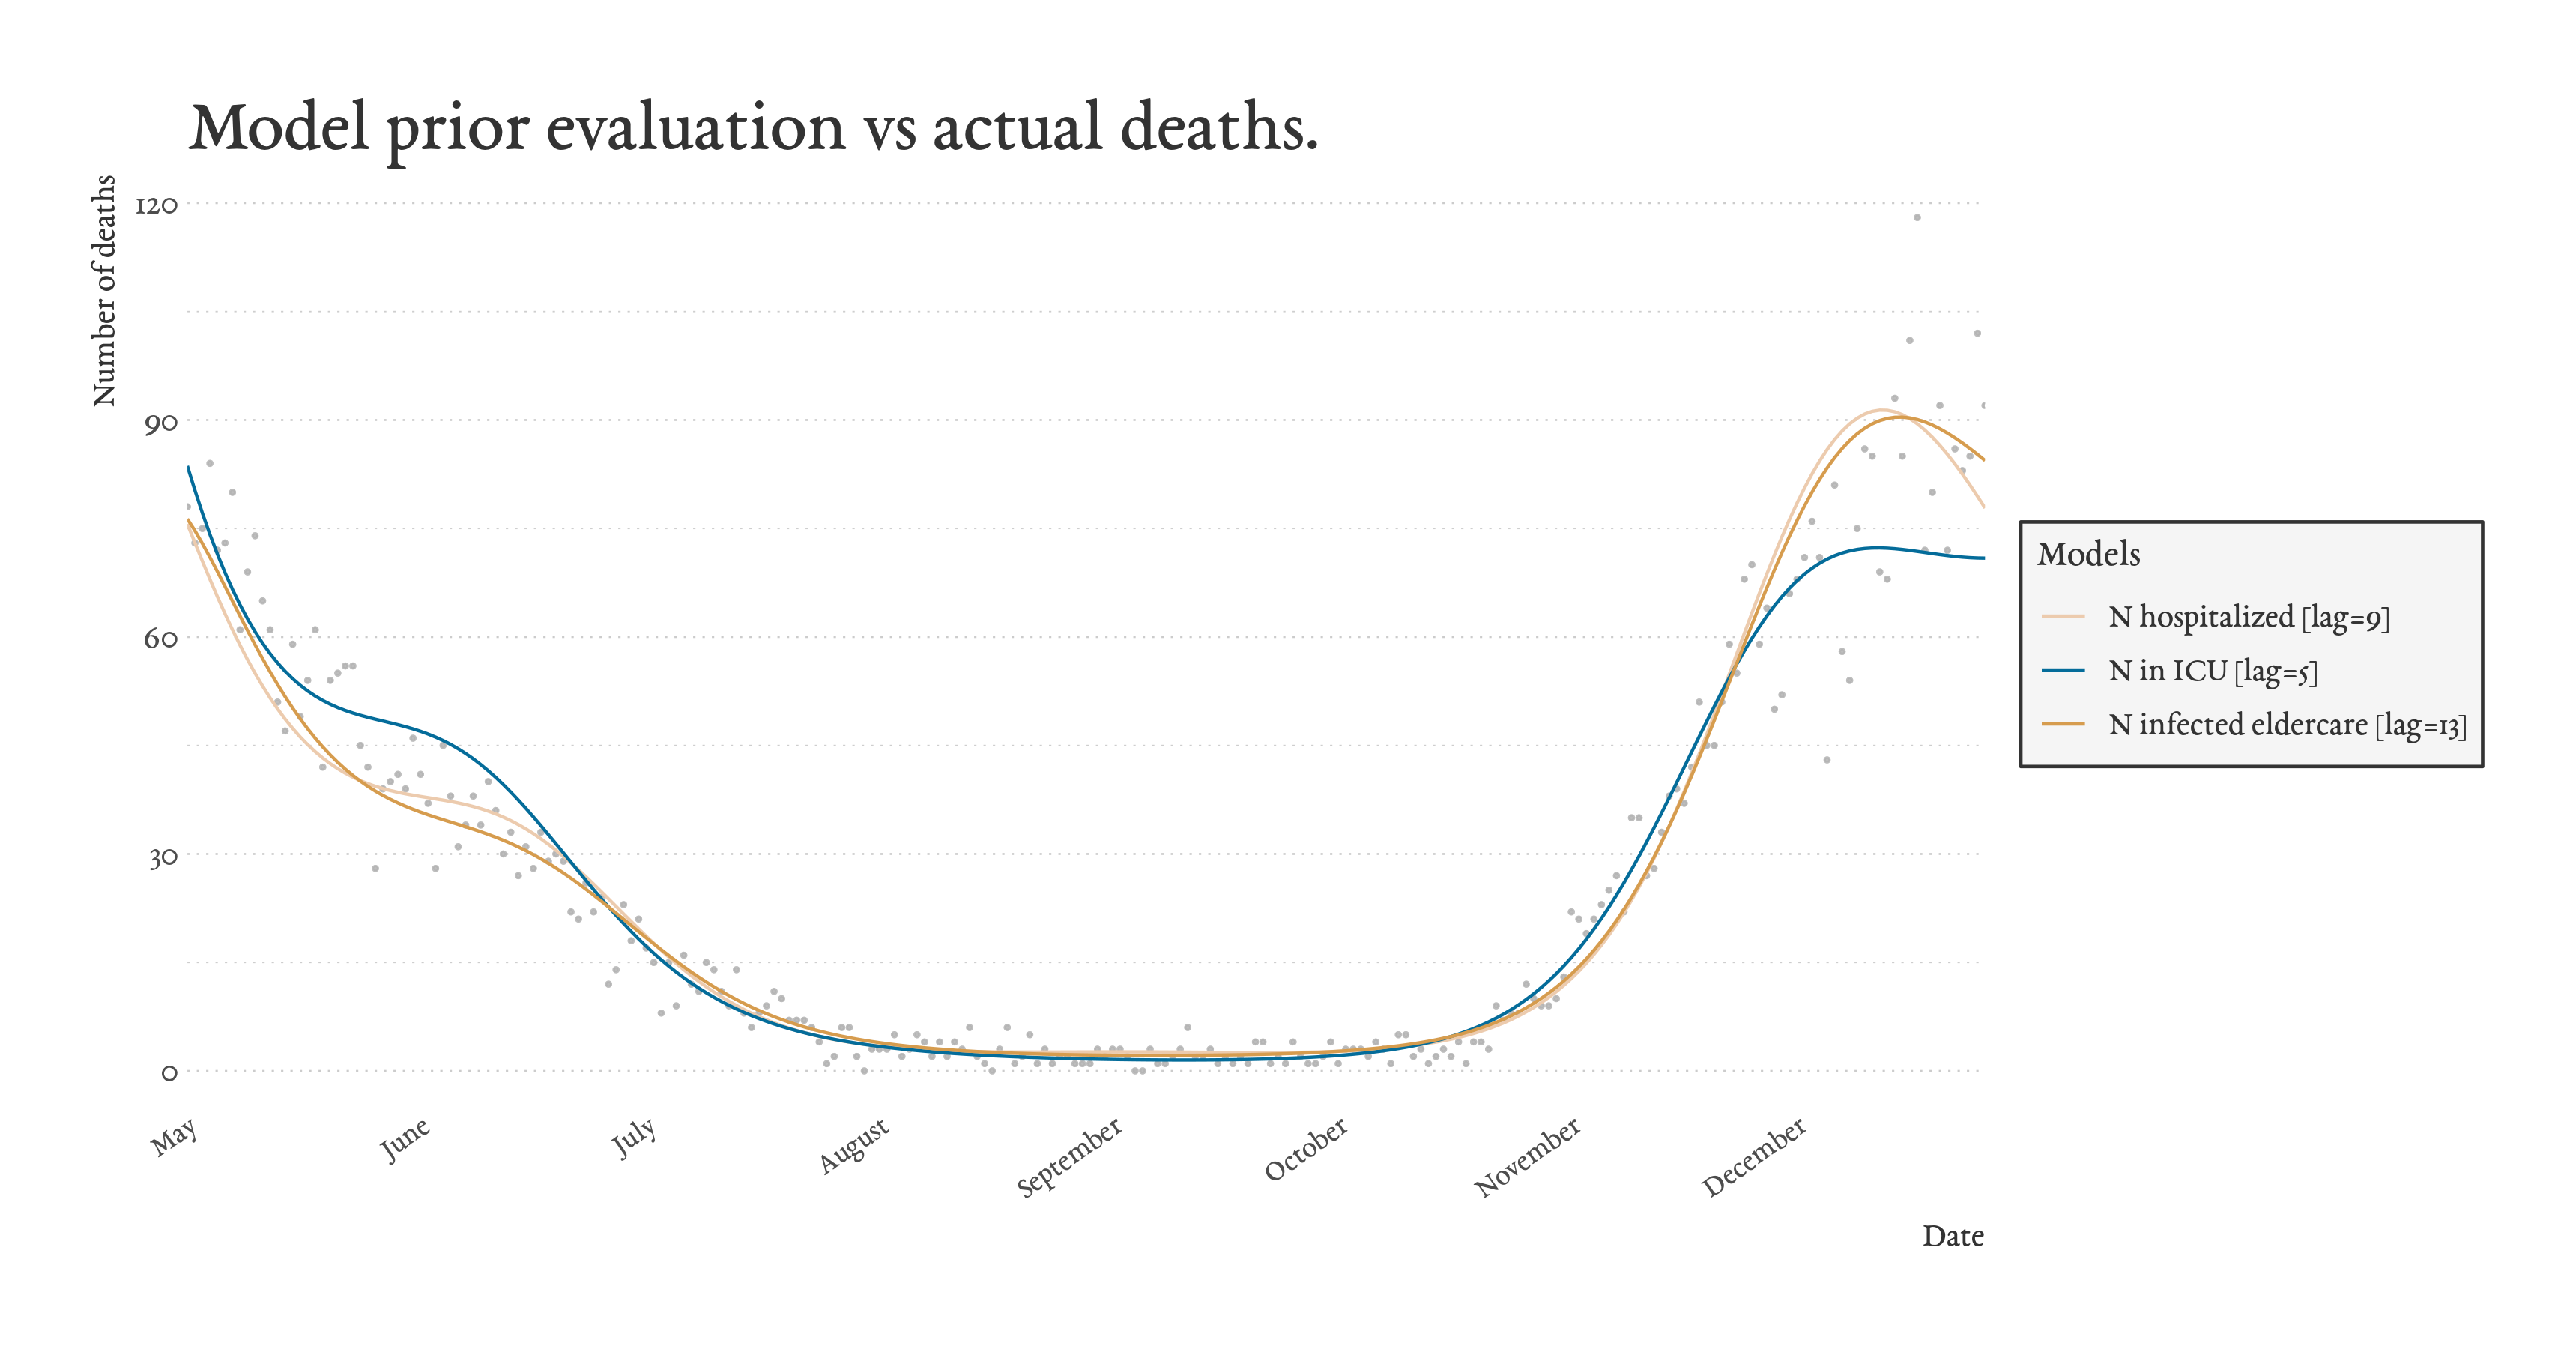 Model prior evaluation vs actual deaths.
Number of deaths
120
90
60
30
0
May
June
July
August
September
October
November
December
Date
Models
N hospitalized [lag=9]
N in ICU [lag=5]
N infected eldercare [lag=13]